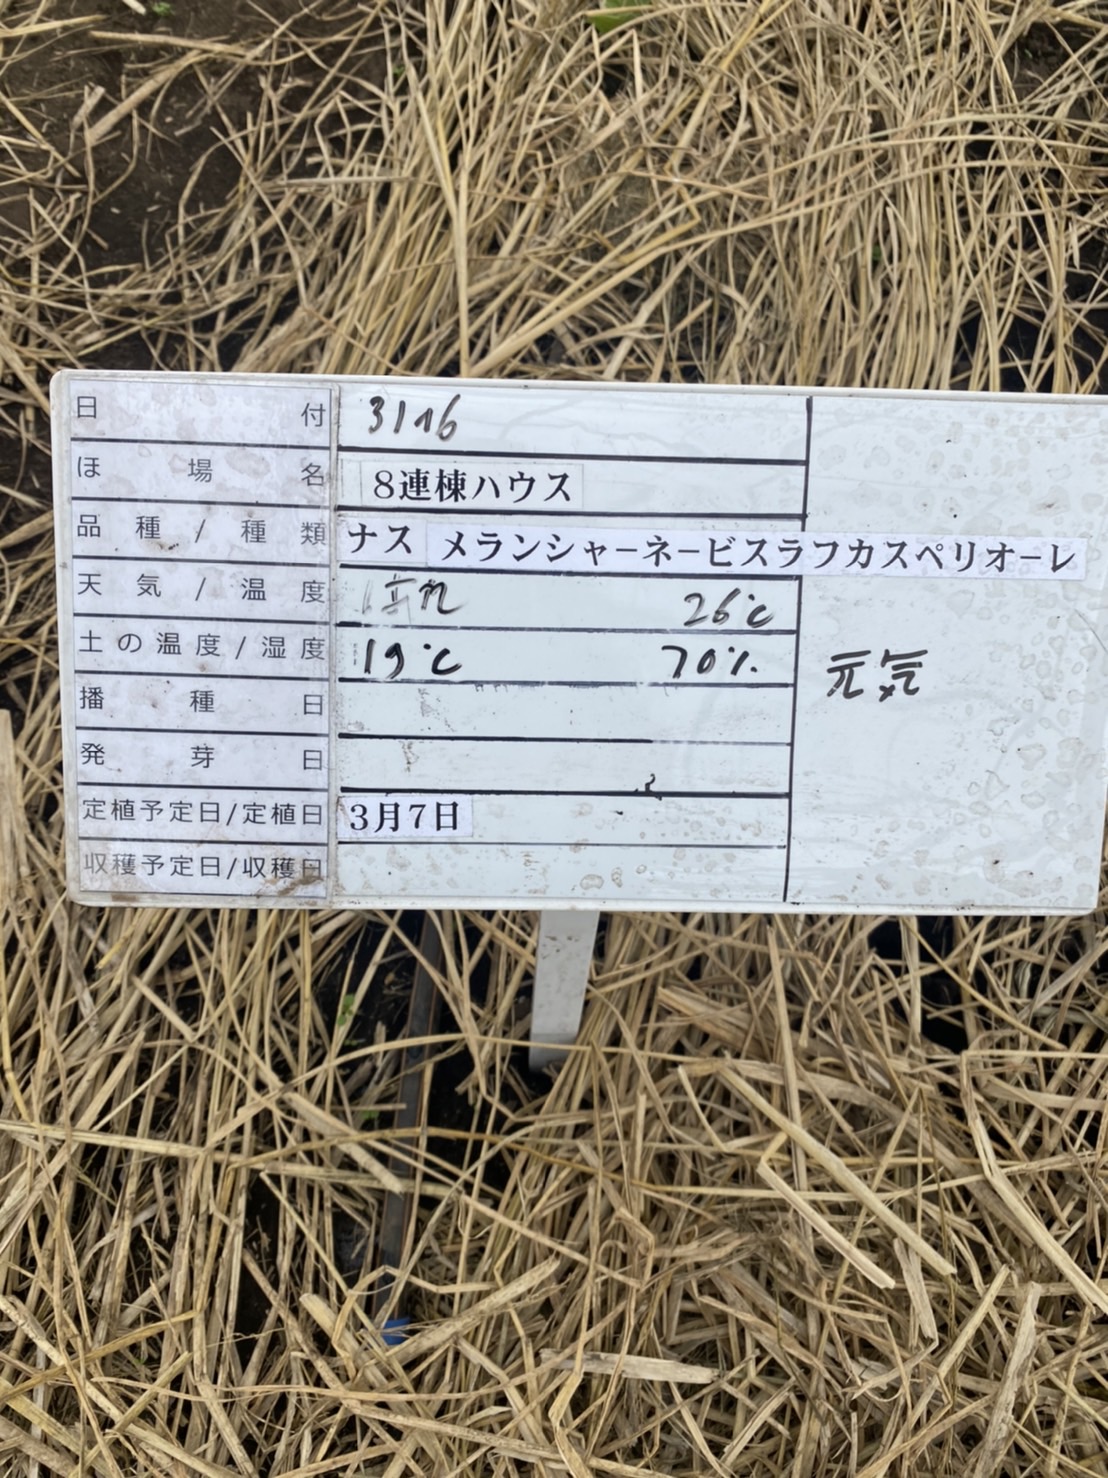 日付 3/16
ほ場名 8連棟ハウス
品種/種類 ナス メランシャーネービスラフカスペリオーレ
天気/温度 晴れ 26℃
土の温度/湿度 19℃ 70%
元気
播種日
発芽日
定植予定日/定植日 3月7日
収穫予定日/収穫日